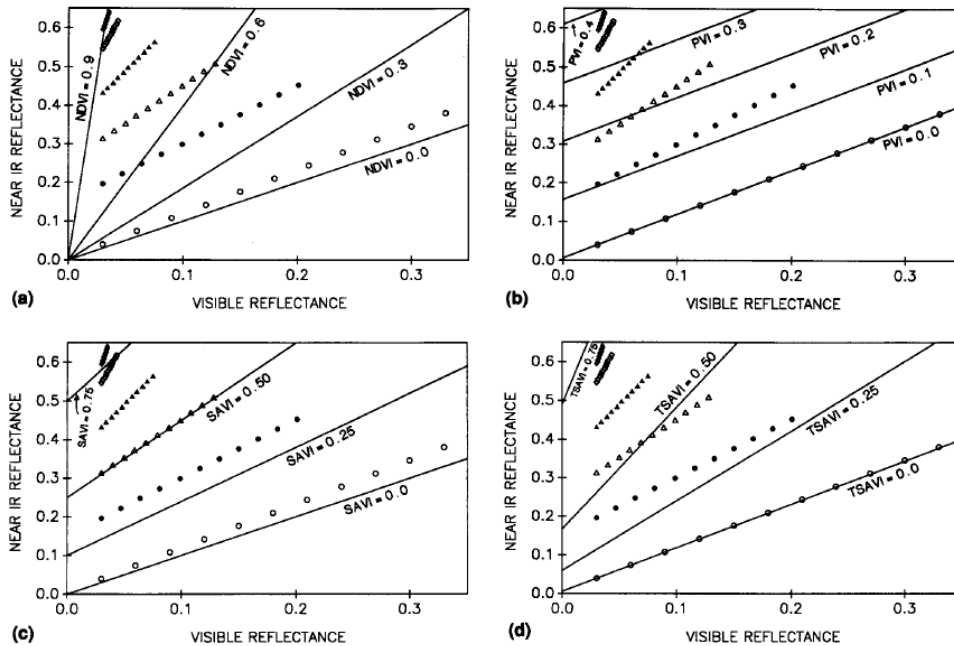 0.6
0.5
0.4
0.3
0.2
0.1
0.0
NEAR IR REFLECTANCE
NDVI = 0.9
NDVI = 0.6
NDVI = 0.3
NDVI = 0.0
0.0
0.1
0.2
0.3
VISIBLE REFLECTANCE
(a)
0.6
0.5
0.4
0.3
0.2
0.1
0.0
NEAR IR REFLECTANCE
PVI = 0.4
PVI = 0.3
PVI = 0.2
PVI = 0.1
PVI = 0.0
0.0
0.1
0.2
0.3
VISIBLE REFLECTANCE
(b)
0.6
0.5
0.4
0.3
0.2
0.1
0.0
NEAR IR REFLECTANCE
SAVI = 0.75
SAVI = 0.50
SAVI = 0.25
SAVI = 0.0
0.0
0.1
0.2
0.3
VISIBLE REFLECTANCE
(c)
0.6
0.5
0.4
0.3
0.2
0.1
0.0
NEAR IR REFLECTANCE
TSAVI = 0.75
TSAVI = 0.50
TSAVI = 0.25
TSAVI = 0.0
0.0
0.1
0.2
0.3
VISIBLE REFLECTANCE
(d)